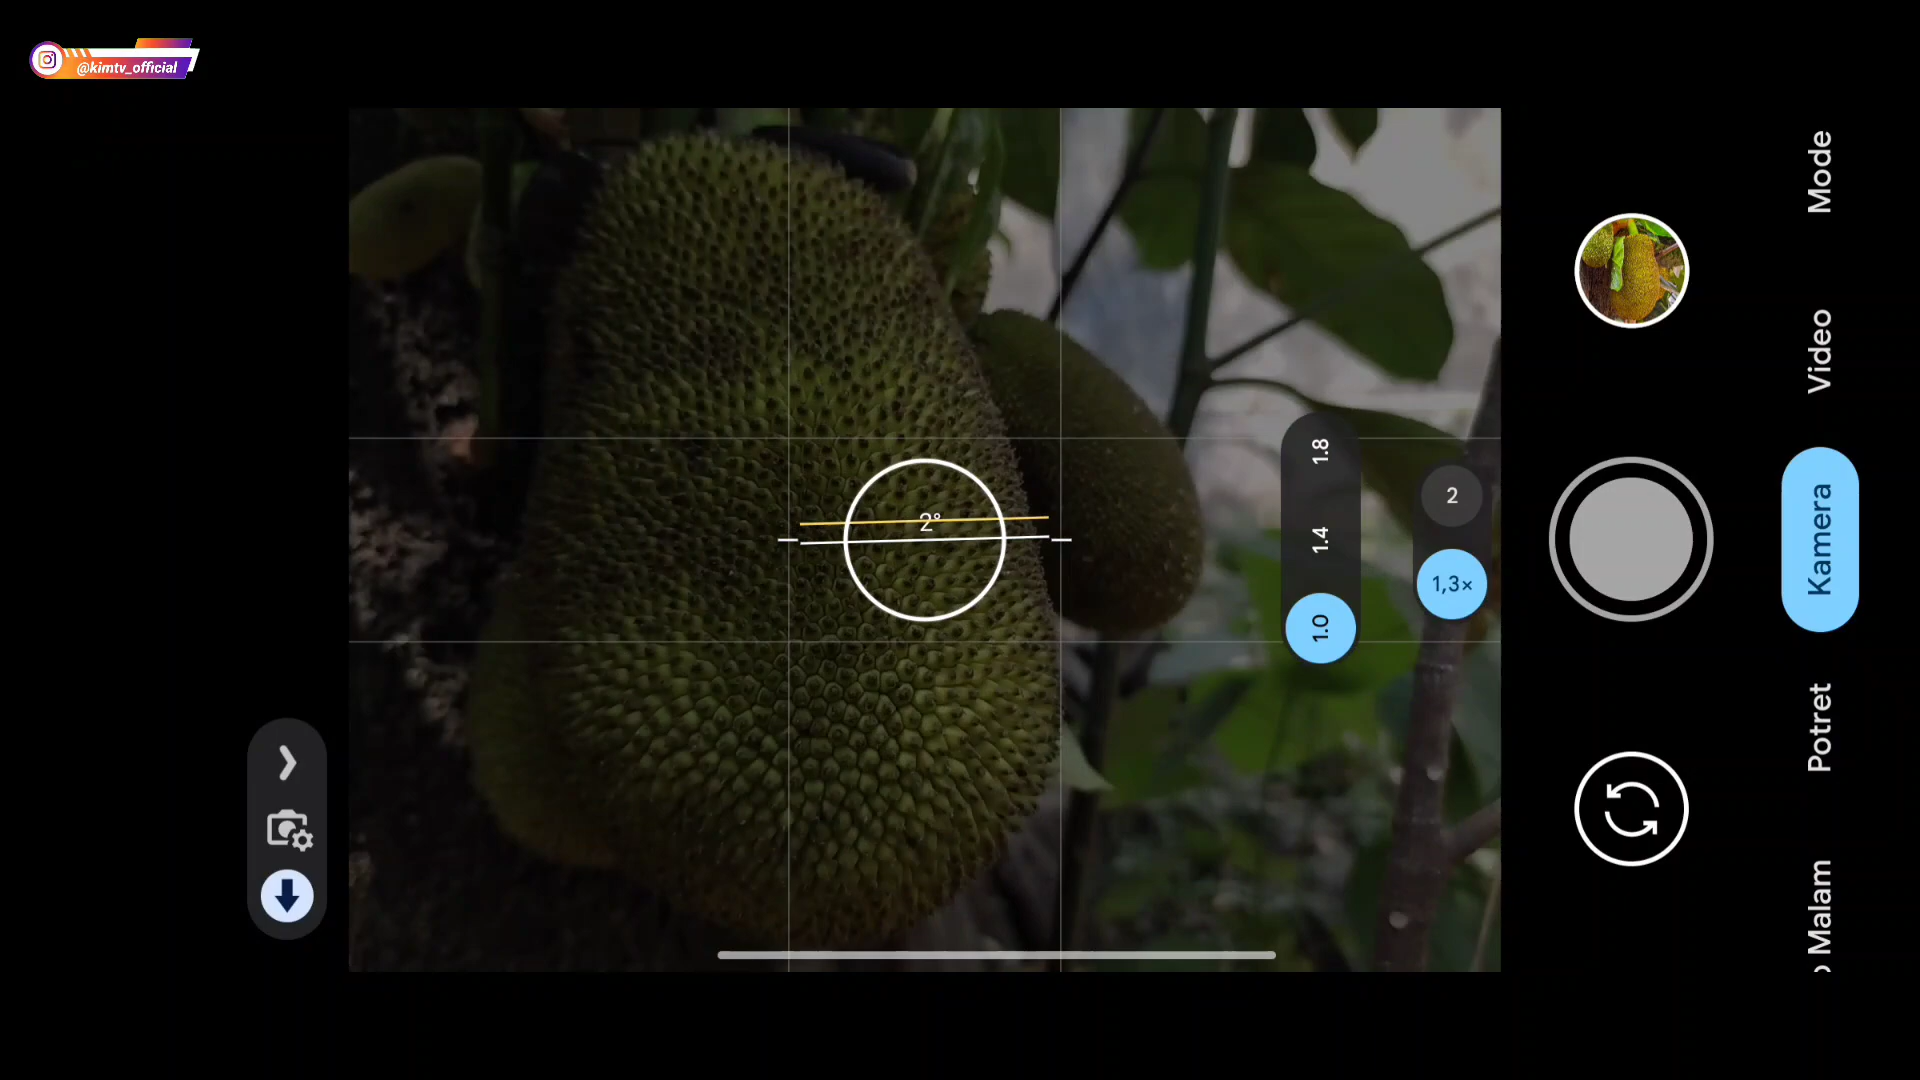 @kimtv_official
2°
1.8
1.4
1.0
2
1,3×
Mode
Video
Kamera
Potret
Malam